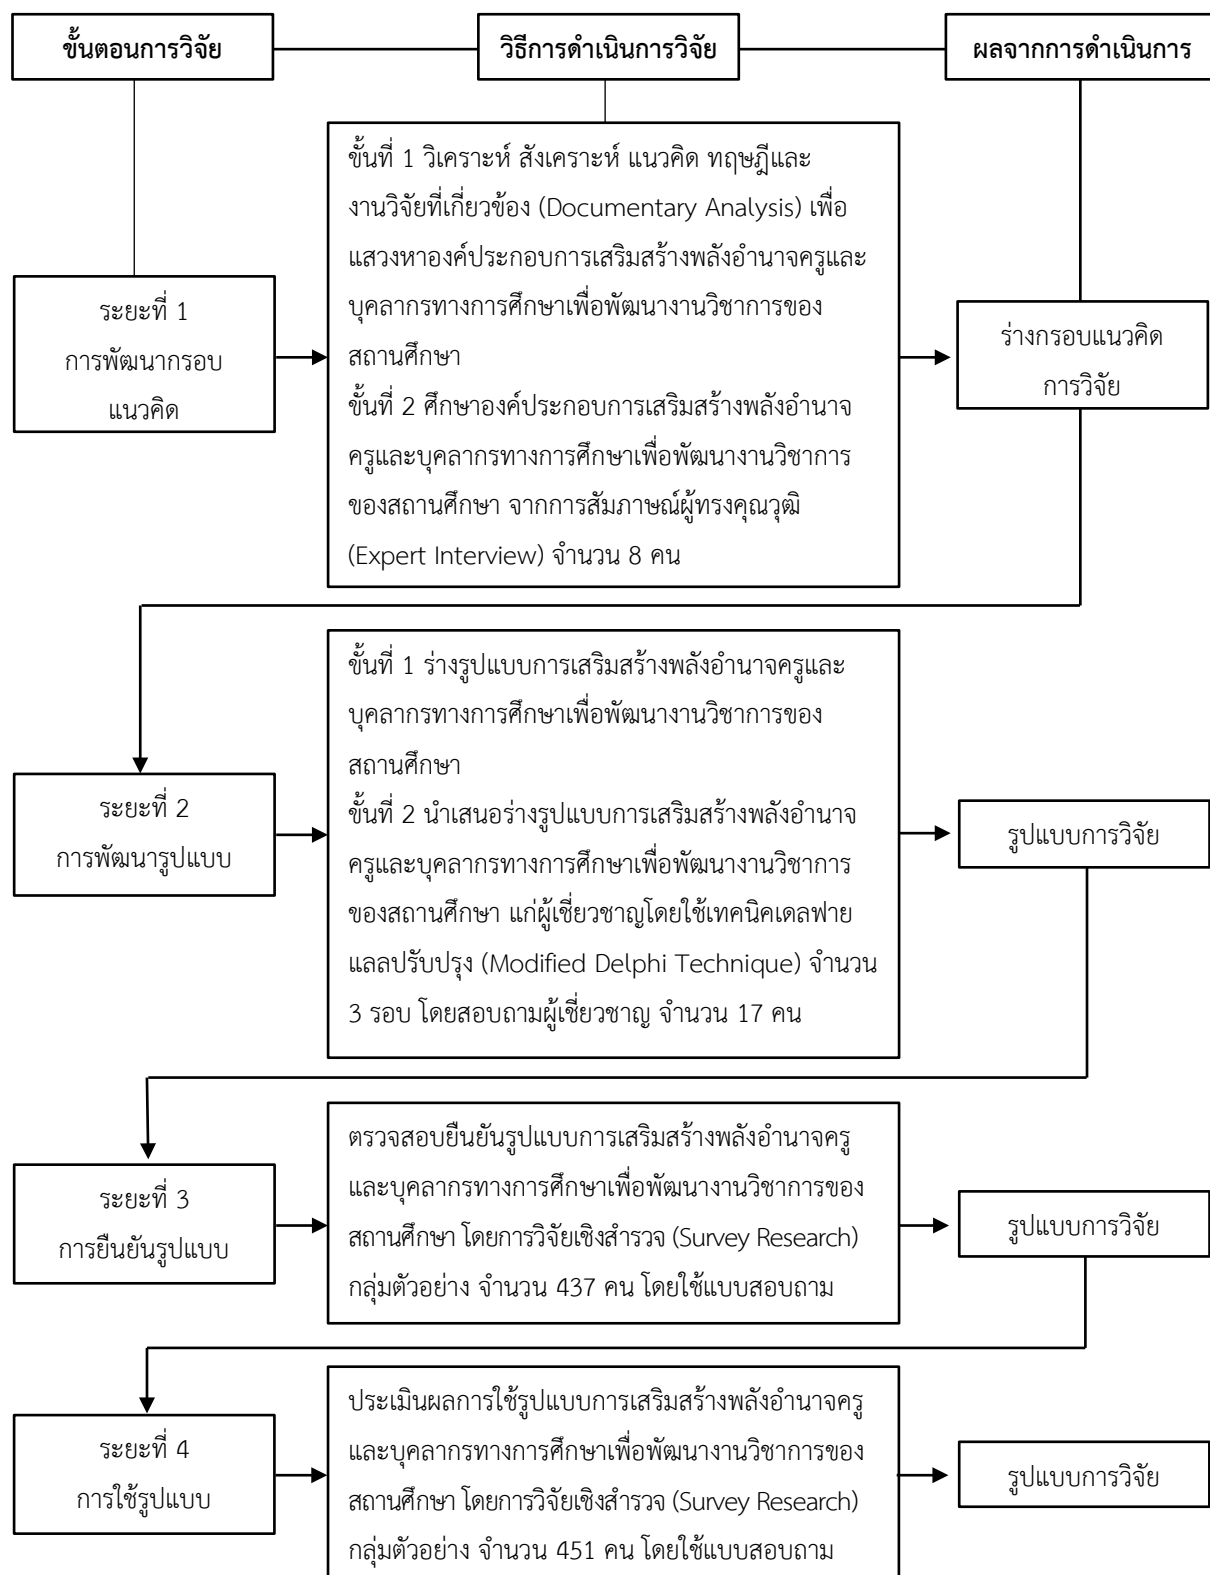 ขั้นตอนการวิจัย
วิธีการดำเนินการวิจัย
ผลจากการดำเนินการ
ระยะที่ 1
การพัฒนากรอบ
แนวคิด
ขั้นที่ 1 วิเคราะห์ สังเคราะห์ แนวคิด ทฤษฎีและ
งานวิจัยที่เกี่ยวข้อง (Documentary Analysis) เพื่อ
แสวงหาองค์ประกอบการเสริมสร้างพลังอำนาจครูและ
บุคลากรทางการศึกษาเพื่อพัฒนางานวิชาการของ
สถานศึกษา
ขั้นที่ 2 ศึกษาองค์ประกอบการเสริมสร้างพลังอำนาจ
ครูและบุคลากรทางการศึกษาเพื่อพัฒนางานวิชาการ
ของสถานศึกษา จากการสัมภาษณ์ผู้ทรงคุณวุฒิ
(Expert Interview) จำนวน 8 คน
ร่างกรอบแนวคิด
การวิจัย
ระยะที่ 2
การพัฒนารูปแบบ
ขั้นที่ 1 ร่างรูปแบบการเสริมสร้างพลังอำนาจครูและ
บุคลากรทางการศึกษาเพื่อพัฒนางานวิชาการของ
สถานศึกษา
ขั้นที่ 2 นำเสนอร่างรูปแบบการเสริมสร้างพลังอำนาจ
ครูและบุคลากรทางการศึกษาเพื่อพัฒนางานวิชาการ
ของสถานศึกษา แก่ผู้เชี่ยวชาญโดยใช้เทคนิคเดลฟาย
แลลปรับปรุง (Modified Delphi Technique) จำนวน
3 รอบ โดยสอบถามผู้เชี่ยวชาญ จำนวน 17 คน
รูปแบบการวิจัย
ระยะที่ 3
การยืนยันรูปแบบ
ตรวจสอบยืนยันรูปแบบการเสริมสร้างพลังอำนาจครู
และบุคลากรทางการศึกษาเพื่อพัฒนางานวิชาการของ
สถานศึกษา โดยการวิจัยเชิงสำรวจ (Survey Research)
กลุ่มตัวอย่าง จำนวน 437 คน โดยใช้แบบสอบถาม
รูปแบบการวิจัย
ระยะที่ 4
การใช้รูปแบบ
ประเมินผลการใช้รูปแบบการเสริมสร้างพลังอำนาจครู
และบุคลากรทางการศึกษาเพื่อพัฒนางานวิชาการของ
สถานศึกษา โดยการวิจัยเชิงสำรวจ (Survey Research)
กลุ่มตัวอย่าง จำนวน 451 คน โดยใช้แบบสอบถาม
รูปแบบการวิจัย